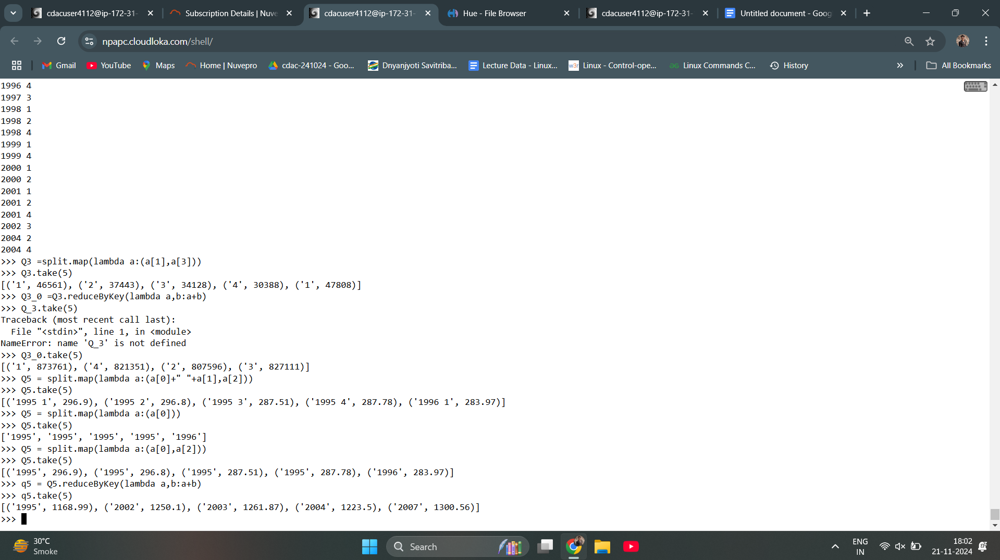 cdacuser4112@ip-172-31-
Subscription Details | Nuve
cdacuser4112@ip-172-31-
Hue - File Browser
cdacuser4112@ip-172-31-
Untitled document - Goog
npapc.cloudloka.com/shell/
Gmail
YouTube
Maps
Home | Nuvepro
cdac-241024 - Goo...
Dnyanjyoti Savitriba...
Lecture Data - Linux...
w3r
Linux - Control-ope...
Linux Commands C...
History
All Bookmarks
1996 4
1997 3
1998 1
1998 2
1998 4
1999 1
1999 4
2000 1
2000 2
2001 1
2001 2
2001 4
2002 3
2004 2
2004 4
>>> Q3 =split.map(lambda a:(a[1],a[3]))
>>> Q3.take(5)
[('1', 46561), ('2', 37443), ('3', 34128), ('4', 30388), ('1', 47808)]
>>> Q3_0 =Q3.reduceByKey(lambda a,b:a+b)
>>> Q_3.take(5)
Traceback (most recent call last):
  File "<stdin>", line 1, in <module>
NameError: name 'Q_3' is not defined
>>> Q3_0.take(5)
[('1', 873761), ('4', 821351), ('2', 807596), ('3', 827111)]
>>> Q5 = split.map(lambda a:(a[0]+" "+a[1],a[2]))
>>> Q5.take(5)
[('1995 1', 296.9), ('1995 2', 296.8), ('1995 3', 287.51), ('1995 4', 287.78), ('1996 1', 283.97)]
>>> Q5 = split.map(lambda a:(a[0]))
>>> Q5.take(5)
['1995', '1995', '1995', '1995', '1996']
>>> Q5 = split.map(lambda a:(a[0],a[2]))
>>> Q5.take(5)
[('1995', 296.9), ('1995', 296.8), ('1995', 287.51), ('1995', 287.78), ('1996', 283.97)]
>>> q5 = Q5.reduceByKey(lambda a,b:a+b)
>>> q5.take(5)
[('1995', 1168.99), ('2002', 1250.1), ('2003', 1261.87), ('2004', 1223.5), ('2007', 1300.56)]
>>>
30°C
Smoke
Search
ENG
IN
18:02
21-11-2024